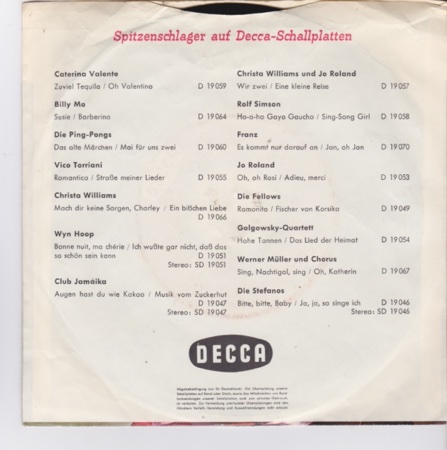 Spitzenschlager auf Decca-Schallplatten
Caterina Valente
Zuviel Tequila / Oh Valentino D 19 059
Billy Mo
Susie / Barberina D 19 064
Die Ping-Pongs
Das alte Märchen / Mai für uns zwei D 19 060
Vico Torriani
Romantica / Straße meiner Lieder D 19 055
Christa Williams
Mach dir keine Sorgen, Charley / Ein bißchen Liebe
D 19 066
Wyn Hoop
Bonne nuit, ma chérie / Ich wußte gar nicht, daß das
so schön sein kann D 19 051
Stereo: SD 19 051
Club Jamaika
Augen hast du wie Kakao / Musik vom Zuckerhut
D 19 047
Stereo: SD 19 047
Christa Williams und Jo Roland
Wir zwei / Eine kleine Reise D 19 057
Rolf Simson
Ha-a-ha Gaya Gaucho / Sing-Song Girl D 19 058
Franz
Es kommt nur darauf an / Jan, oh Jan D 19 070
Jo Roland
Oh, oh Rosi / Adieu, merci D 19 053
Die Fellows
Ramonita / Fischer von Korsika D 19 049
Golgowsky-Quartett
Hohe Tannen / Das Lied der Heimat D 19 054
Werner Müller und Chorus
Sing, Nachtigal, sing / Oh, Katherin D 19 067
Die Stefanos
Bitte, bitte, Baby / Ja, ja, so singe ich D 19 046
Stereo: SD 19 046
DECCA